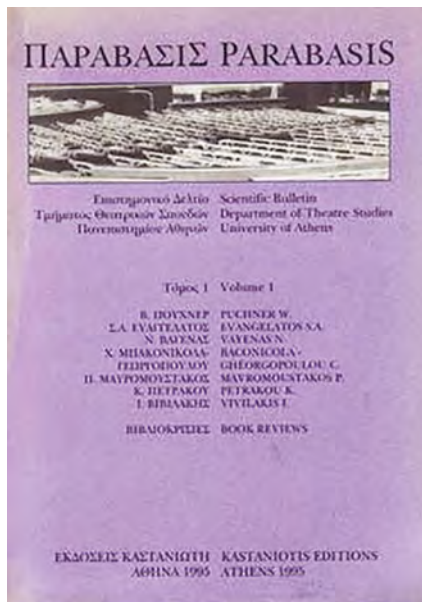 ΠΑΡΑΒΑΣΙΣ PARABASIS
Επιστημονικό Δελτίο Scientific Bulletin
Τμήματος Θεατρικών Σπουδών Department of Theatre Studies
Πανεπιστημίου Αθηνών University of Athens
Τόμος 1 Volume 1
Β. ΠΟΥΧΝΕΡ PUCHNER W.
Σ.Α. ΕΥΑΓΓΕΛΑΤΟΣ EVANGELATOS S.A.
Ν. ΒΑΓΕΝΑΣ VAYENAS N.
Χ. ΜΠΑΚΟΝΙΚΟΛΑ- BACONICOLA-
ΓΕΩΡΓΟΠΟΥΛΟΥ GHÉORGOPOULOU C.
Π. ΜΑΥΡΟΜΟΥΣΤΑΚΟΣ MAVROMOUSTAKOS P.
Κ. ΠΕΤΡΑΚΟΥ PETRAKOU K.
Ι. ΒΙΒΙΛΑΚΗΣ VIVILAKIS I.
ΒΙΒΛΙΟΚΡΙΣΙΕΣ BOOK REVIEWS
ΕΚΔΟΣΕΙΣ ΚΑΣΤΑΝΙΩΤΗ KASTANIOTIS EDITIONS
ΑΘΗΝΑ 1995 ATHENS 1995